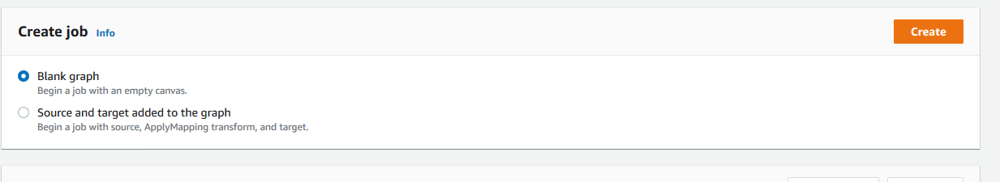 Create job Info
Create
Blank graph
Begin a job with an empty canvas.
Source and target added to the graph
Begin a job with source, ApplyMapping transform, and target.